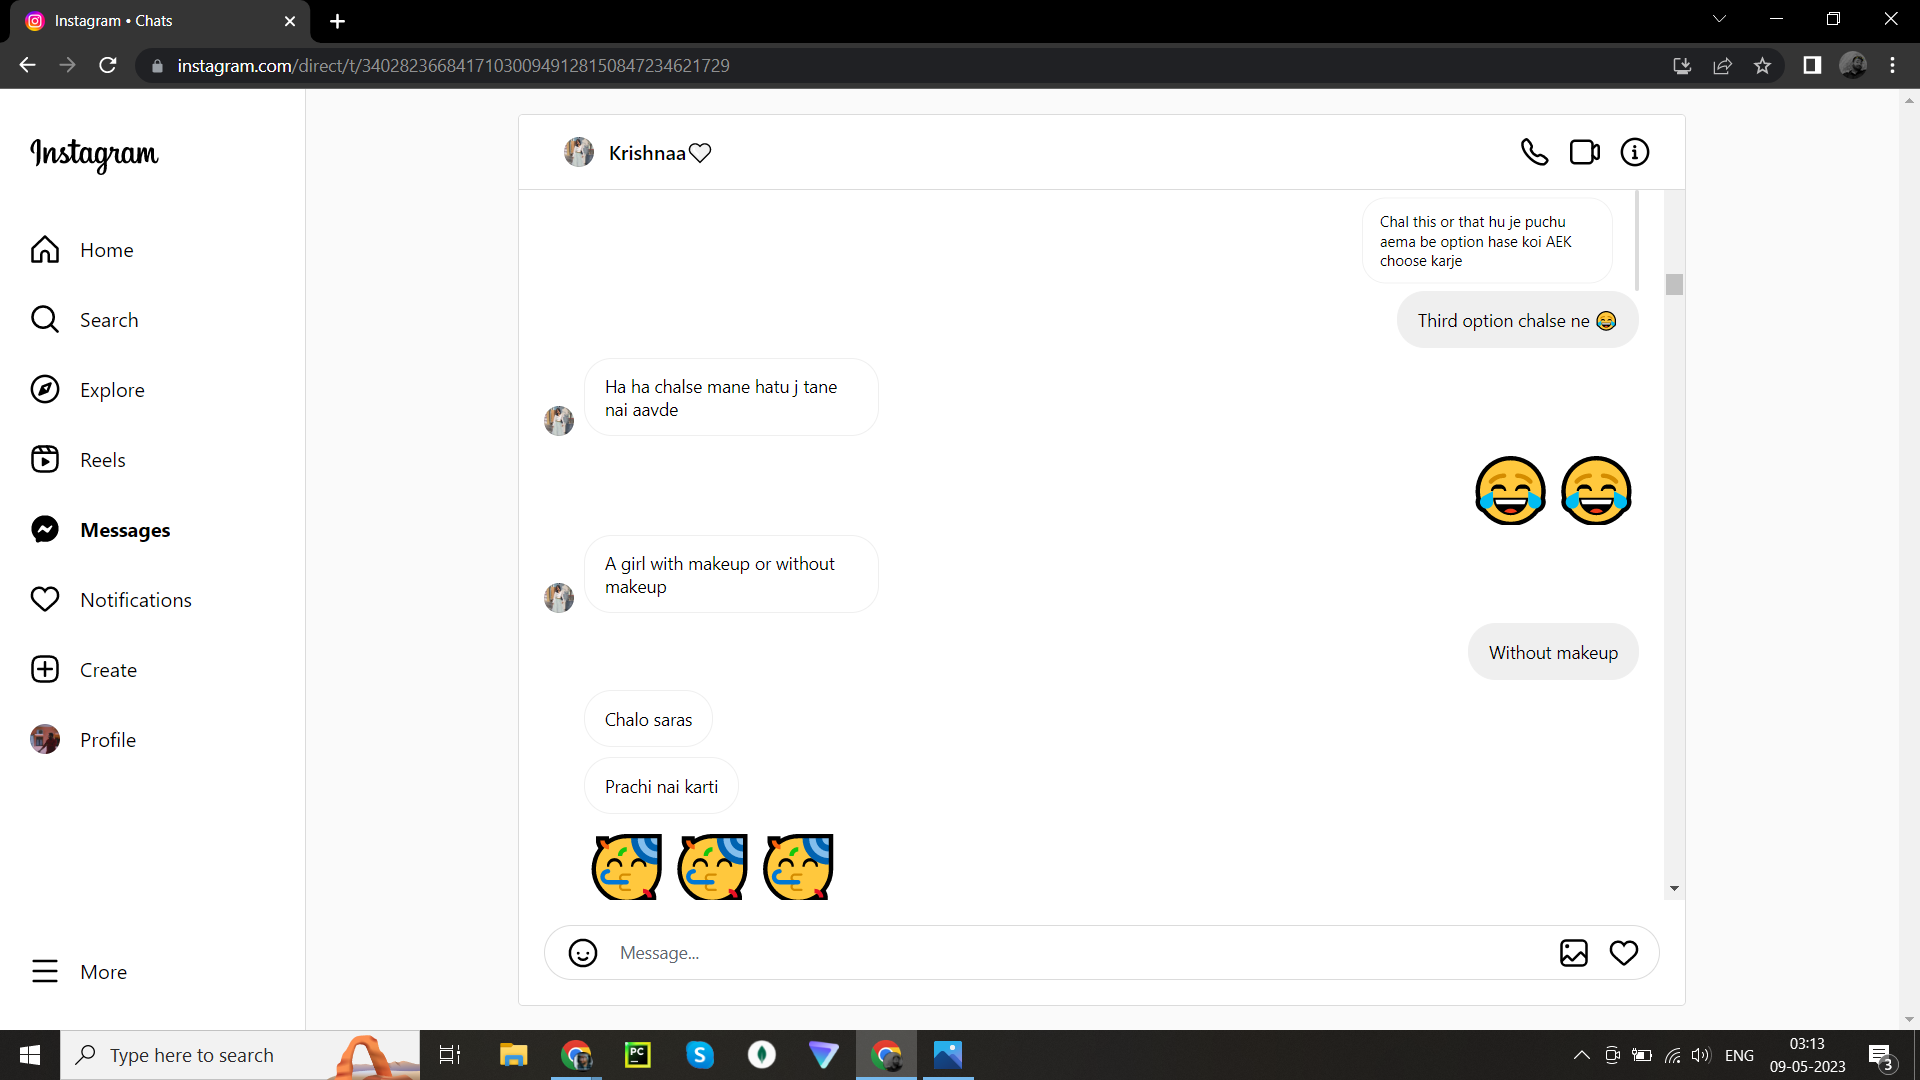 Instagram • Chats
instagram.com/direct/t/340282366841710300949128150847234621729
Instagram
Home
Search
Explore
Reels
Messages
Notifications
Create
Profile
More
Krishnaa♡
Chal this or that hu je puchu
aema be option hase koi AEK
choose karje
Third option chalse ne 😂
Ha ha chalse mane hatu j tane
nai aavde
😂 😂
A girl with makeup or without
makeup
Without makeup
Chalo saras
Prachi nai karti
🥳 🥳 🥳
Message...
Type here to search
PC
S
ENG
03:13
09-05-2023
3